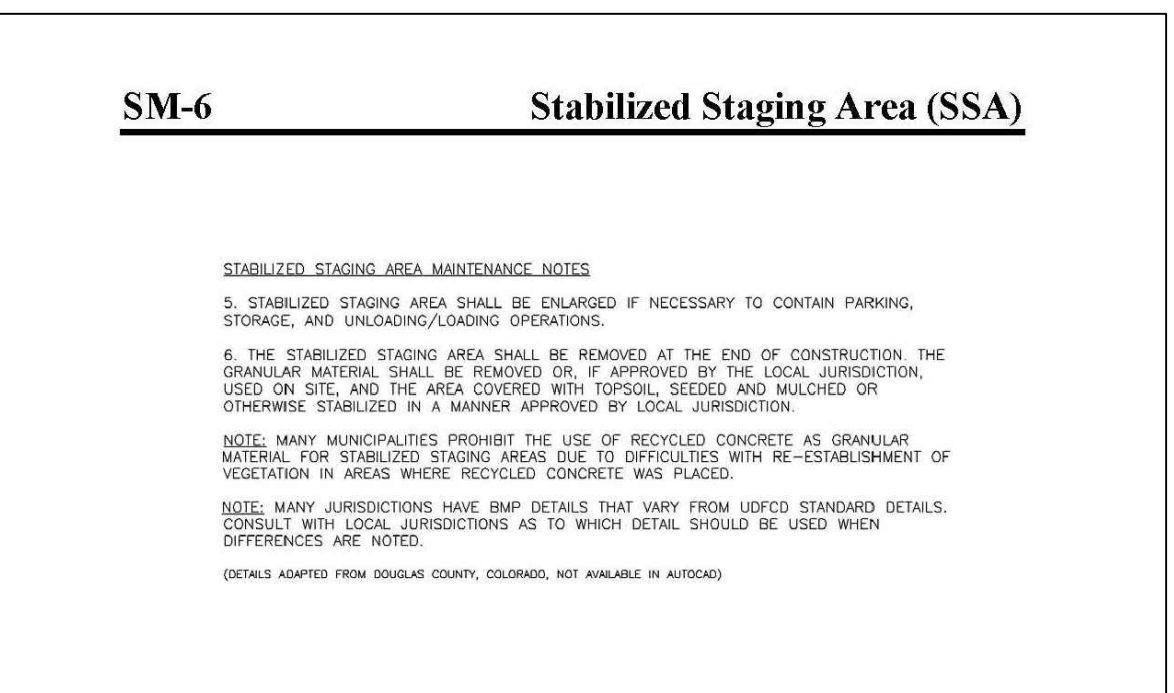 SM-6 Stabilized Staging Area (SSA)
STABILIZED STAGING AREA MAINTENANCE NOTES
5. STABILIZED STAGING AREA SHALL BE ENLARGED IF NECESSARY TO CONTAIN PARKING,
STORAGE, AND UNLOADING/LOADING OPERATIONS.
6. THE STABILIZED STAGING AREA SHALL BE REMOVED AT THE END OF CONSTRUCTION. THE
GRANULAR MATERIAL SHALL BE REMOVED OR, IF APPROVED BY THE LOCAL JURISDICTION,
USED ON SITE, AND THE AREA COVERED WITH TOPSOIL, SEEDED AND MULCHED OR
OTHERWISE STABILIZED IN A MANNER APPROVED BY LOCAL JURISDICTION.
NOTE: MANY MUNICIPALITIES PROHIBIT THE USE OF RECYCLED CONCRETE AS GRANULAR
MATERIAL FOR STABILIZED STAGING AREAS DUE TO DIFFICULTIES WITH RE-ESTABLISHMENT OF
VEGETATION IN AREAS WHERE RECYCLED CONCRETE WAS PLACED.
NOTE: MANY JURISDICTIONS HAVE BMP DETAILS THAT VARY FROM UDFCD STANDARD DETAILS.
CONSULT WITH LOCAL JURISDICTIONS AS TO WHICH DETAIL SHOULD BE USED WHEN
DIFFERENCES ARE NOTED.
(DETAILS ADAPTED FROM DOUGLAS COUNTY, COLORADO, NOT AVAILABLE IN AUTOCAD)